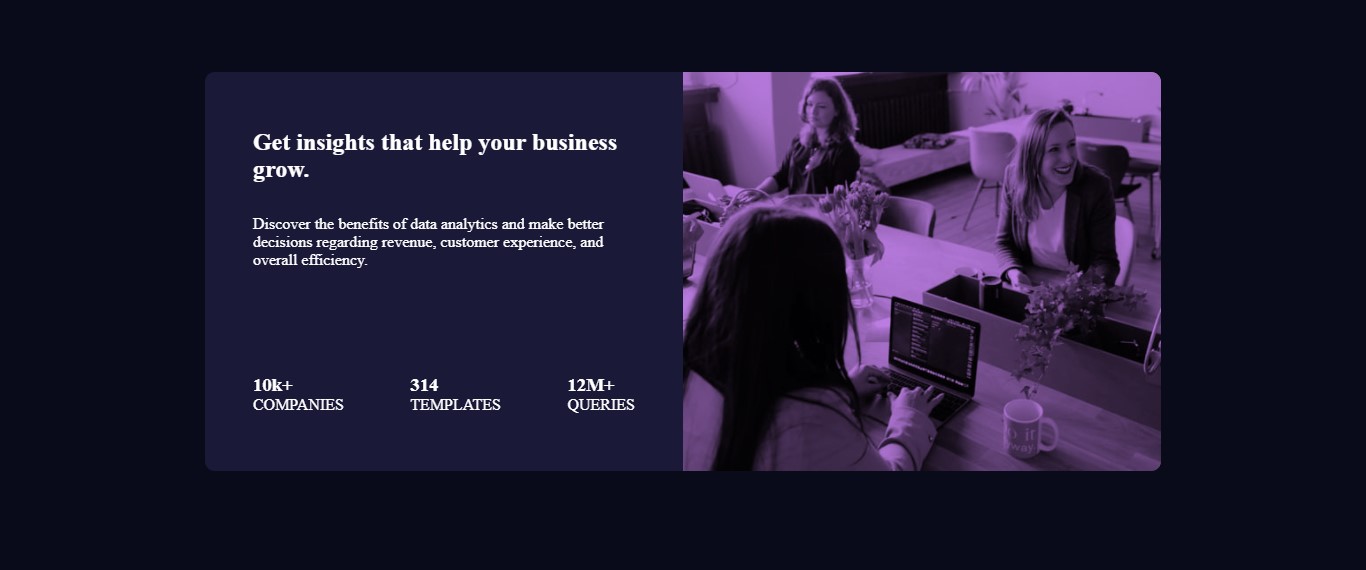 Get insights that help your business
grow.
Discover the benefits of data analytics and make better
decisions regarding revenue, customer experience, and
overall efficiency.
10k+ 314 12M+
COMPANIES TEMPLATES QUERIES